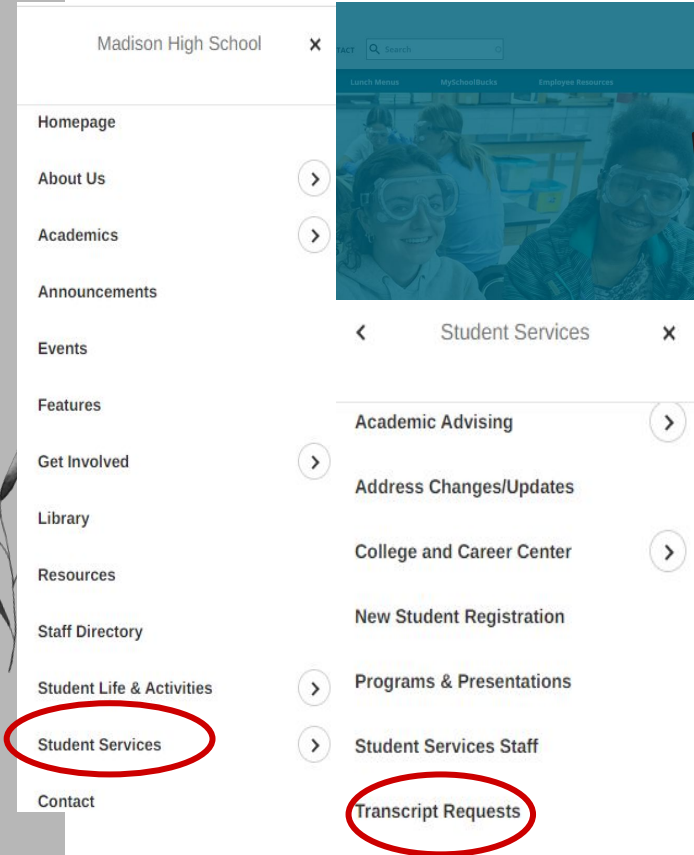 Madison High School ×
Homepage
About Us
Academics
Announcements
Events
Features
Get Involved
Library
Resources
Staff Directory
Student Life & Activities
Student Services
Contact
TACT Search
Lunch Menus MySchoolBucks Employee Resources
Student Services ×
Academic Advising
Address Changes/Updates
College and Career Center
New Student Registration
Programs & Presentations
Student Services Staff
Transcript Requests